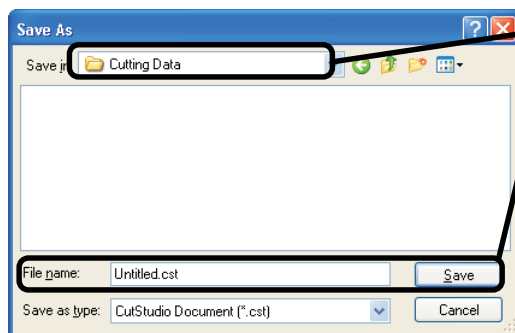 Save As
Save in Cutting Data
File name: Untitled.cst Save
Save as type: CutStudio Document (*.cst) Cancel